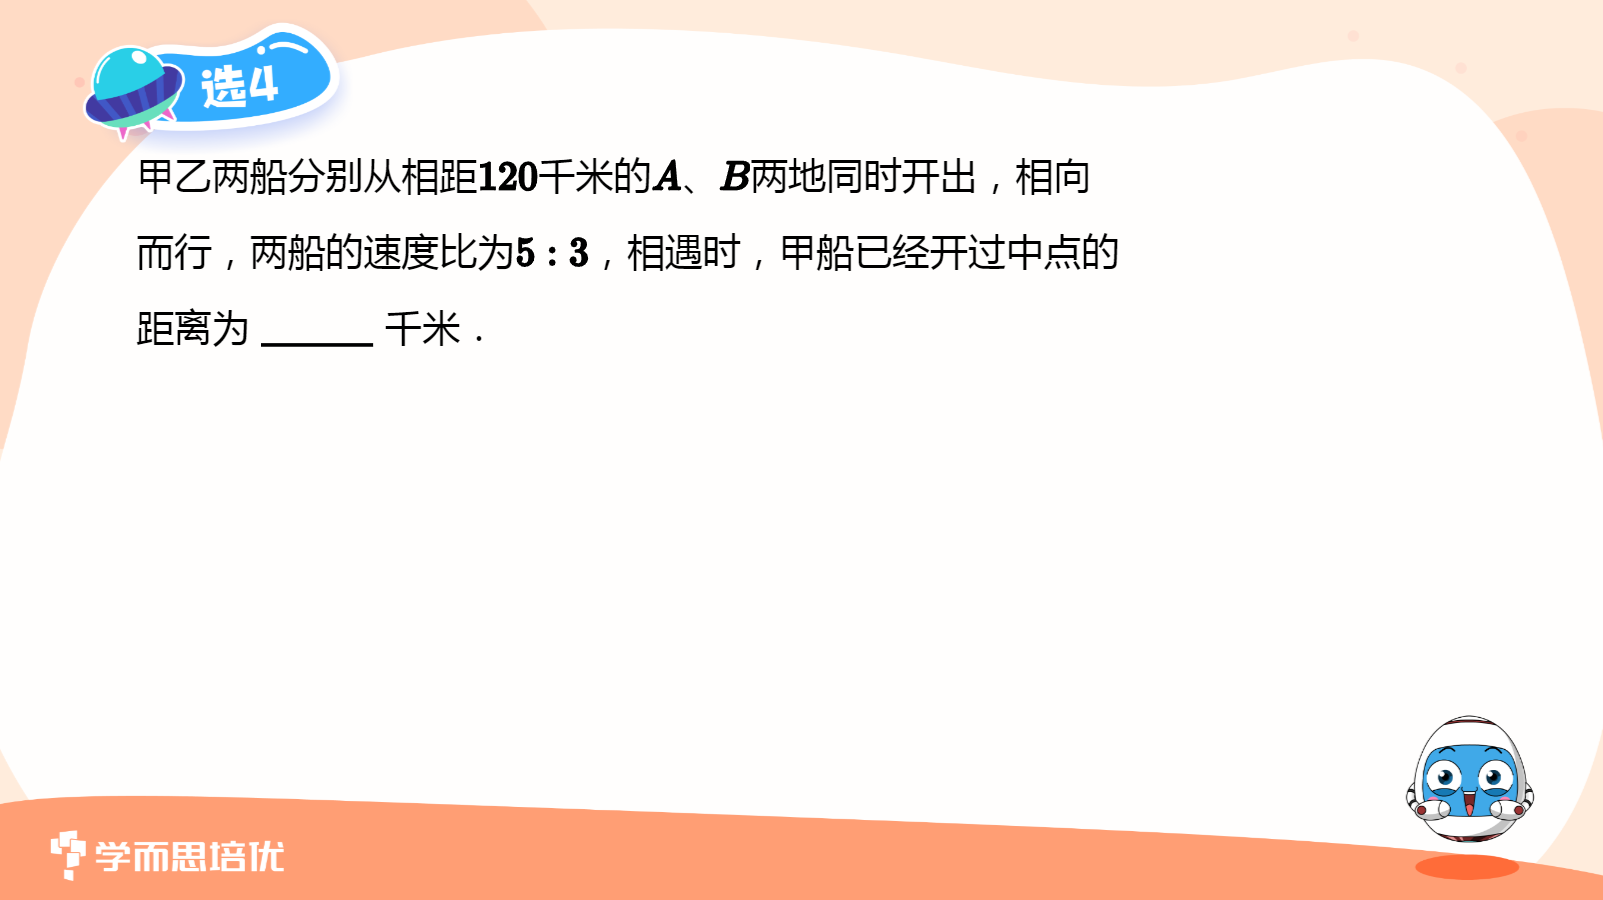 选4
甲乙两船分别从相距120千米的A、B两地同时开出，相向
而行，两船的速度比为5：3，相遇时，甲船已经开过中点的
距离为 ______ 千米．
学而思培优